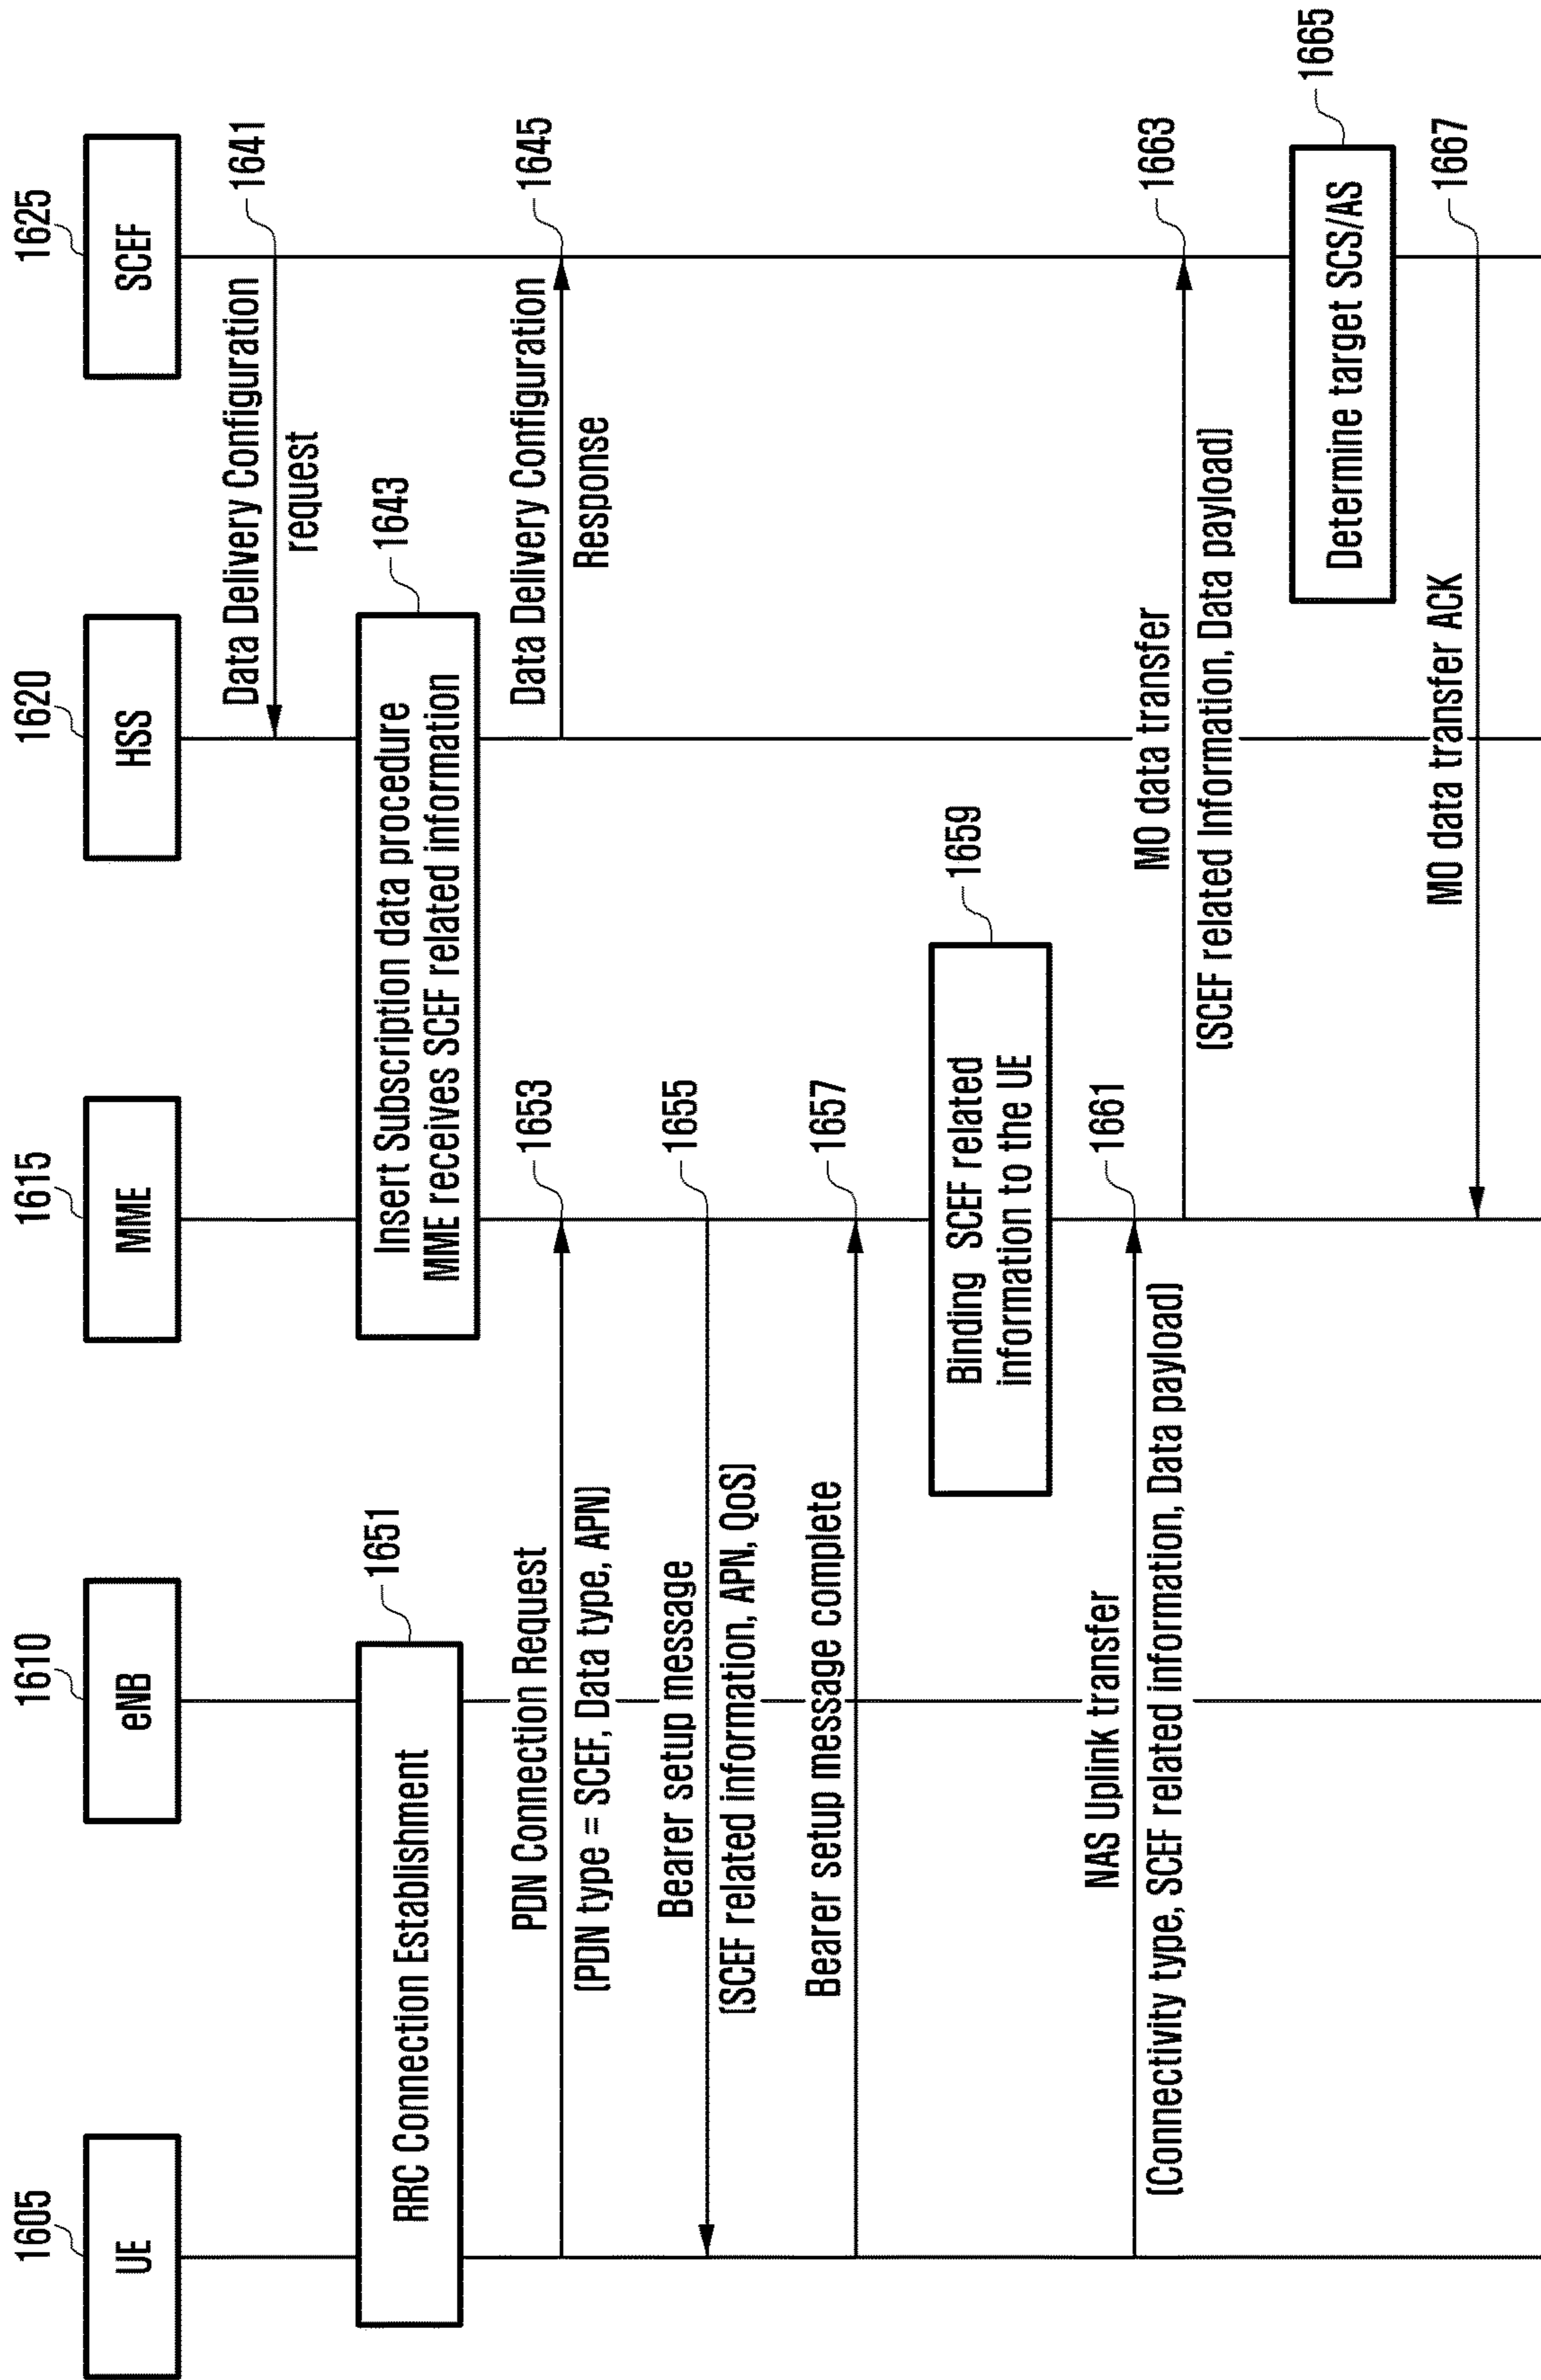 1605
UE
1610
eNB
1615
MME
1620
HSS
1625
SCEF
Data Delivery Configuration
request
1641
Insert Subscription data procedure
MME receives SCEF related information
1643
Data Delivery Configuration
Response
1645
RRC Connection Establishment
1651
PDN Connection Request
(PDN type = SCEF, Data type, APN)
1653
Bearer setup message
(SCEF related information, APN, QoS)
1655
Bearer setup message complete
1657
Binding SCEF related
information to the UE
1659
NAS Uplink transfer
(Connectivity type, SCEF related information, Data payload)
1661
MO data transfer
(SCEF related Information, Data payload)
1663
Determine target SCS/AS
1665
MO data transfer ACK
1667